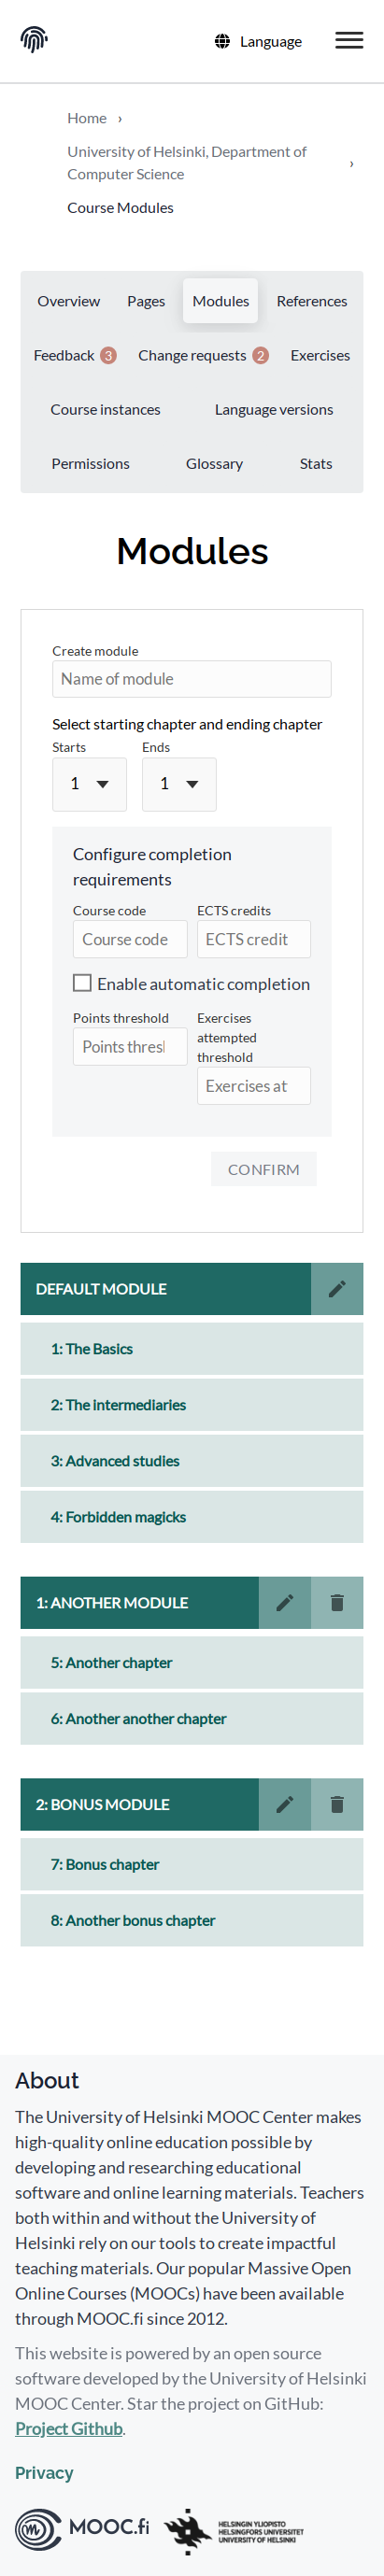 Language
Home ›
University of Helsinki, Department of
Computer Science ›
Course Modules
Overview Pages Modules References
Feedback 3 Change requests 2 Exercises
Course instances Language versions
Permissions Glossary Stats
Modules
Create module
Name of module
Select starting chapter and ending chapter
Starts Ends
1 1
Configure completion
requirements
Course code ECTS credits
Course code ECTS credit
Enable automatic completion
Points threshold Exercises
attempted
threshold
Points thresl
Exercises at
CONFIRM
DEFAULT MODULE
1: The Basics
2: The intermediaries
3: Advanced studies
4: Forbidden magicks
1: ANOTHER MODULE
5: Another chapter
6: Another another chapter
2: BONUS MODULE
7: Bonus chapter
8: Another bonus chapter
About
The University of Helsinki MOOC Center makes
high-quality online education possible by
developing and researching educational
software and online learning materials. Teachers
both within and without the University of
Helsinki rely on our tools to create impactful
teaching materials. Our popular Massive Open
Online Courses (MOOCs) have been available
through MOOC.fi since 2012.
This website is powered by an open source
software developed by the University of Helsinki
MOOC Center. Star the project on GitHub:
Project Github.
Privacy
MOOC.fi
HELSINGIN YLIOPISTO
HELSINGFORS UNIVERSITET
UNIVERSITY OF HELSINKI